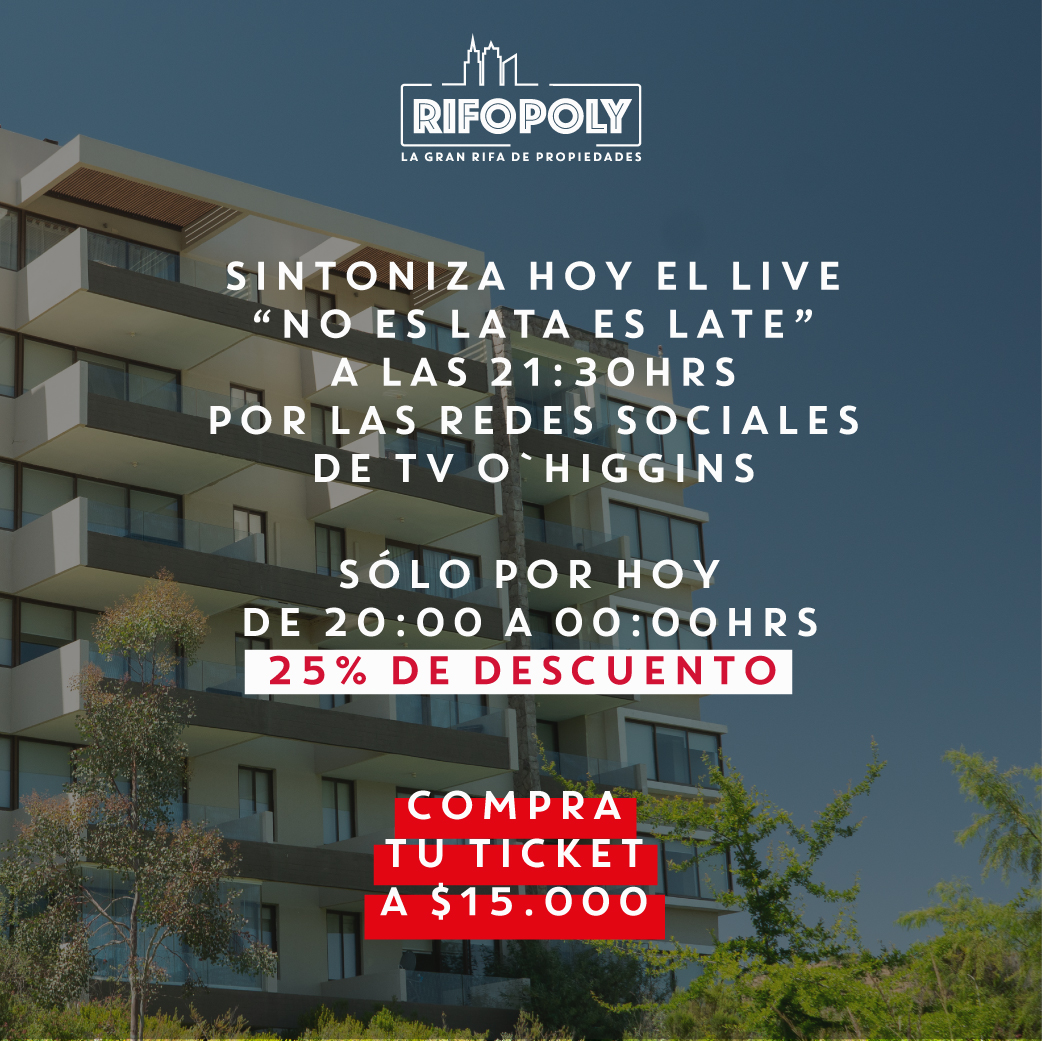 RIFOPOLY
LA GRAN RIFA DE PROPIEDADES
SINTONIZA HOY EL LIVE
“NO ES LATA ES LATE”
A LAS 21:30HRS
POR LAS REDES SOCIALES
DE TV O`HIGGINS
SÓLO POR HOY
DE 20:00 A 00:00HRS
25% DE DESCUENTO
COMPRA
TU TICKET
A $15.000